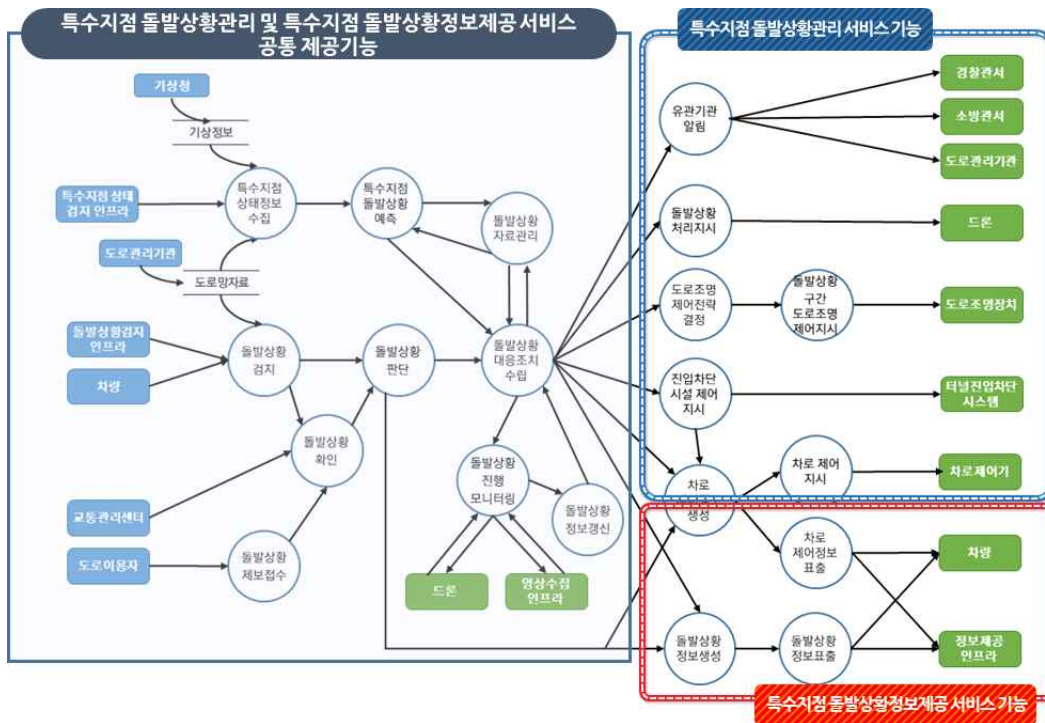 특수지점 돌발상황관리 및 특수지점 돌발상황정보제공 서비스
공통 제공기능
특수지점 돌발상황관리 서비스 기능
기상청
기상정보
특수지점 상태
검지 인프라
특수지점
상태정보
수집
특수지점
돌발상황
예측
돌발상황
자료관리
도로관리기관
도로망자료
돌발상황검지
인프라
차량
돌발상황
검지
돌발상황
판단
돌발상황
대응조치
수립
돌발상황
확인
교통관리센터
도로이용자
돌발상황
제보접수
돌발상황
진행
모니터링
돌발상황
정보갱신
드론
영상수집
인프라
유관기관
알림
경찰관서
소방관서
도로관리기관
돌발상황
처리지시
드론
도로조명
제어전략
결정
돌발상황
구간
도로조명
제어지시
도로조명장치
진입차단
시설 제어
지시
터널진입차단
시스템
차로
생성
차로 제어
지시
차로제어기
차로
제어정보
표출
차량
돌발상황
정보생성
돌발상황
정보표출
정보제공
인프라
특수지점 돌발상황정보제공 서비스 기능